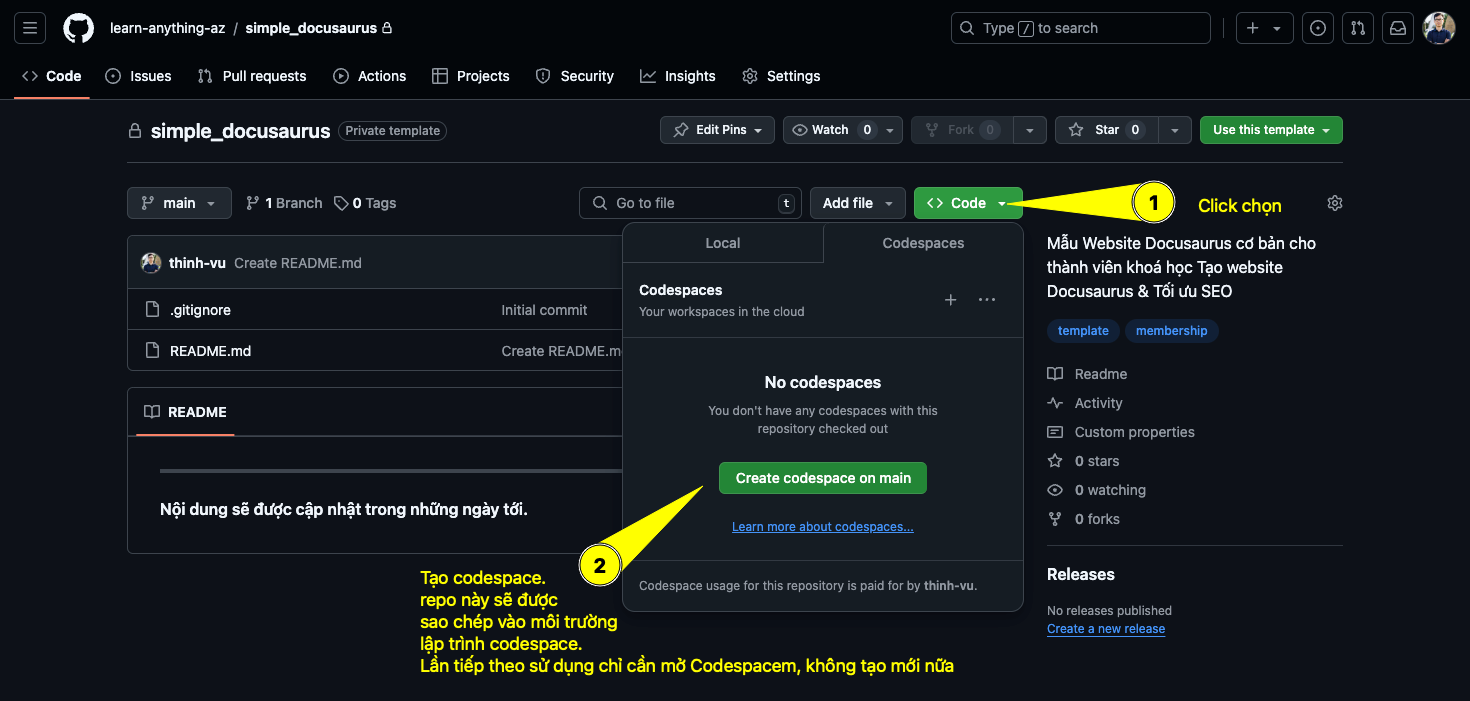 learn-anything-az / simple_docusaurus
Type / to search
Code Issues Pull requests Actions Projects Security Insights Settings
simple_docusaurus Private template
Edit Pins Watch 0 Fork 0 Star 0 Use this template
main 1 Branch 0 Tags
Go to file t Add file Code
1 Click chọn
thinh-vu Create README.md
.gitignore Initial commit
README.md Create README.m
README
Nội dung sẽ được cập nhật trong những ngày tới.
Local Codespaces
Codespaces
Your workspaces in the cloud
No codespaces
You don't have any codespaces with this
repository checked out
Create codespace on main
Learn more about codespaces...
Codespace usage for this repository is paid for by thinh-vu.
2
Tạo codespace.
repo này sẽ được
sao chép vào môi trường
lập trình codespace.
Lần tiếp theo sử dụng chỉ cần mở Codespacem, không tạo mới nữa
Mẫu Website Docusaurus cơ bản cho
thành viên khoá học Tạo website
Docusaurus & Tối ưu SEO
template membership
Readme
Activity
Custom properties
0 stars
0 watching
0 forks
Releases
No releases published
Create a new release